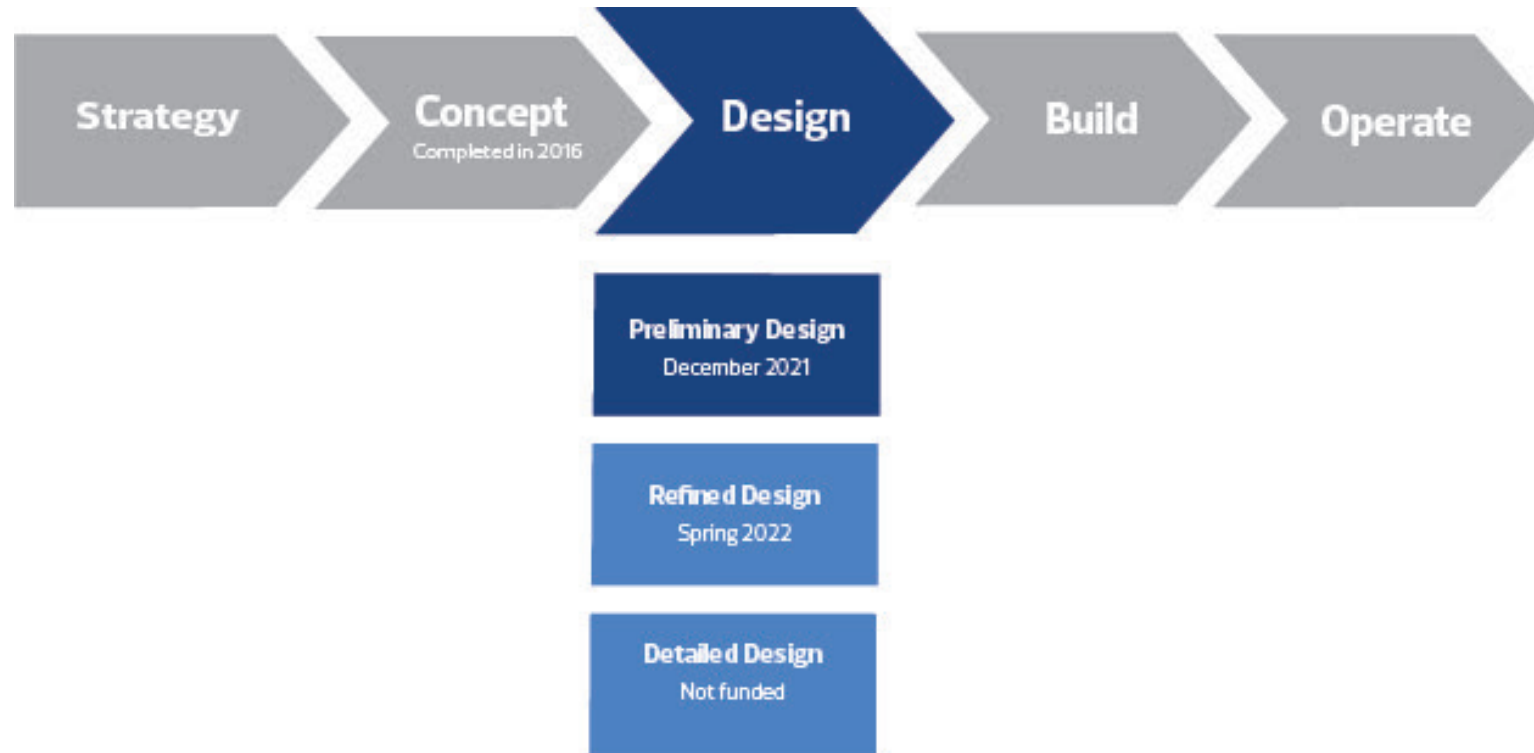 Strategy
Concept
Completed in 2016
Design
Build
Operate
Preliminary Design
December 2021
Refined Design
Spring 2022
Detailed Design
Not funded